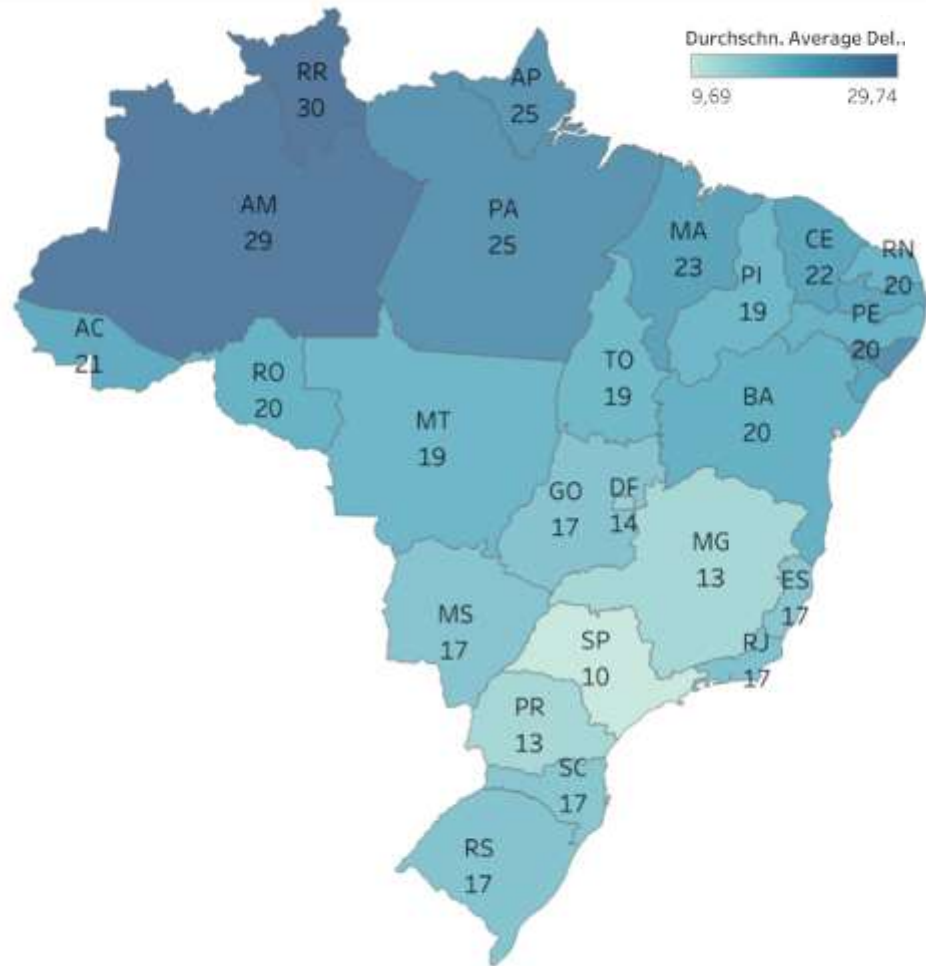 Durchschn. Average Del..
9,69 29,74
RR
30
AP
25
AM
29
PA
25
MA
23
CE
22
RN
20
PI
19
PE
20
AC
21
RO
20
TO
19
BA
20
MT
19
GO
17
DF
14
MG
13
ES
17
MS
17
SP
10
RJ
17
PR
13
SC
17
RS
17